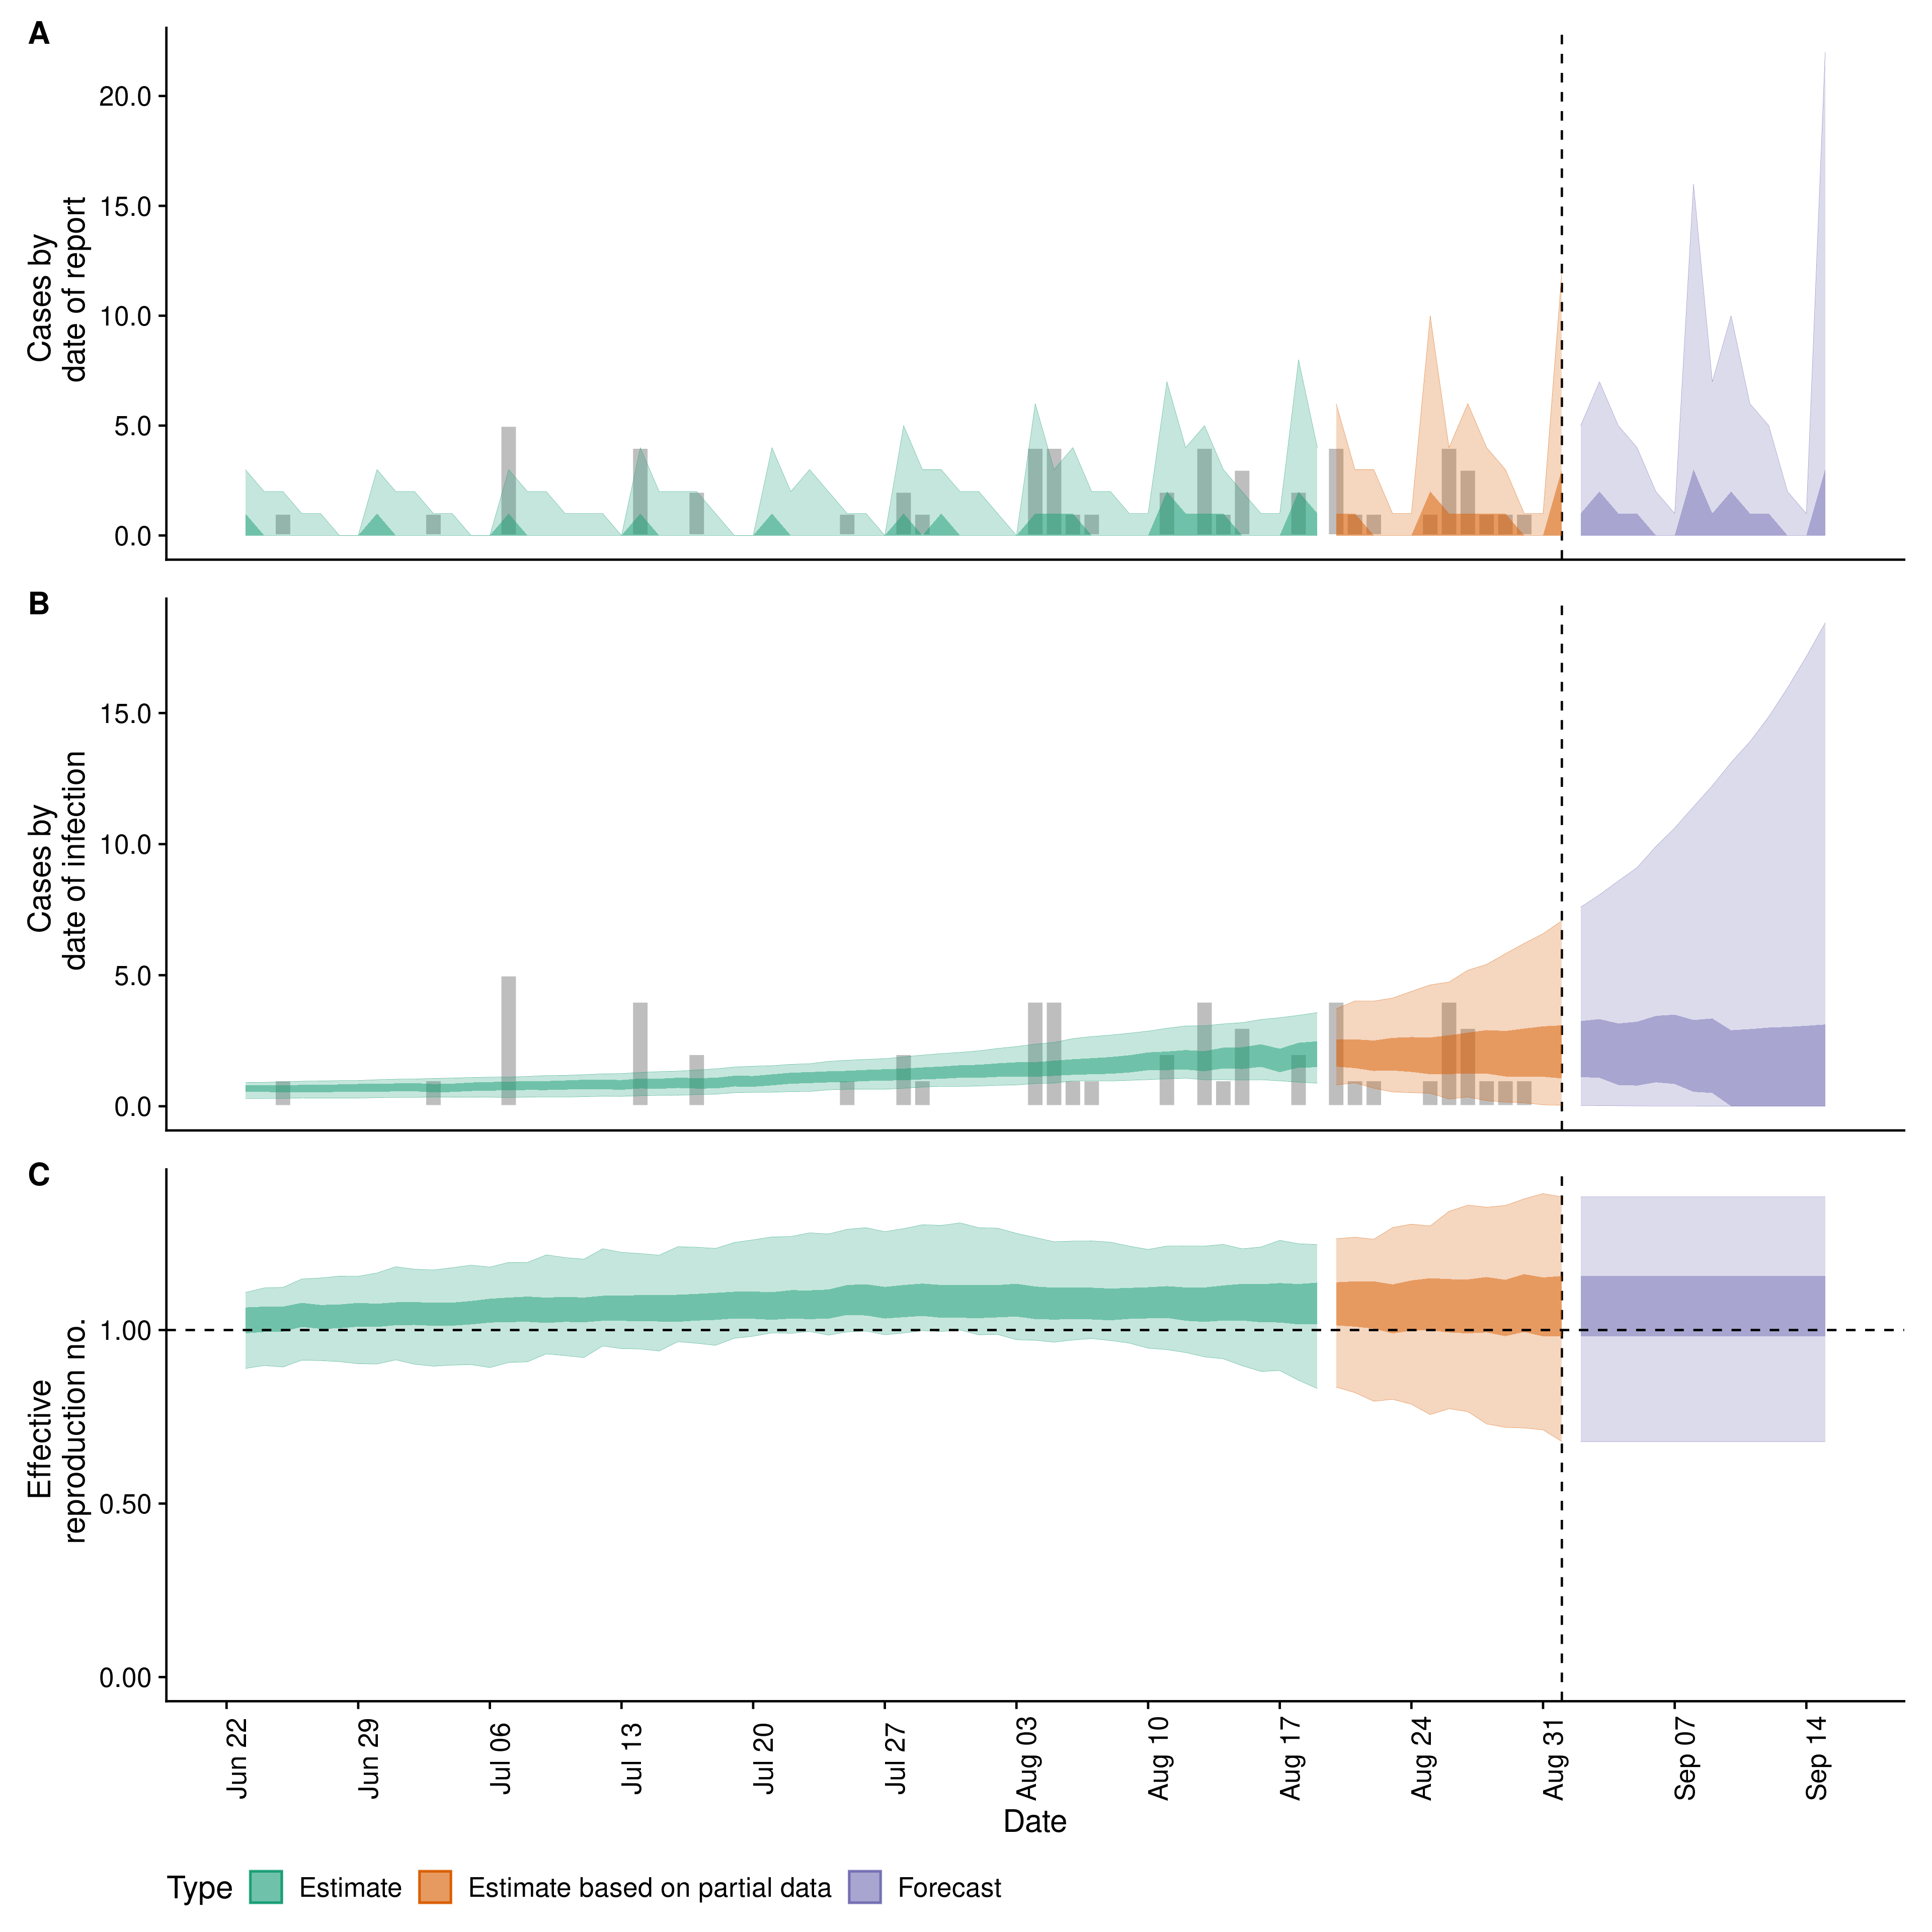 A
Cases by
date of report
20.0
15.0
10.0
5.0
0.0
B
Cases by
date of infection
15.0
10.0
5.0
0.0
C
Effective
reproduction no.
1.00
0.50
0.00
Jun 22
Jun 29
Jul 06
Jul 13
Jul 20
Jul 27
Aug 03
Aug 10
Aug 17
Aug 24
Aug 31
Sep 07
Sep 14
Date
Type
Estimate
Estimate based on partial data
Forecast